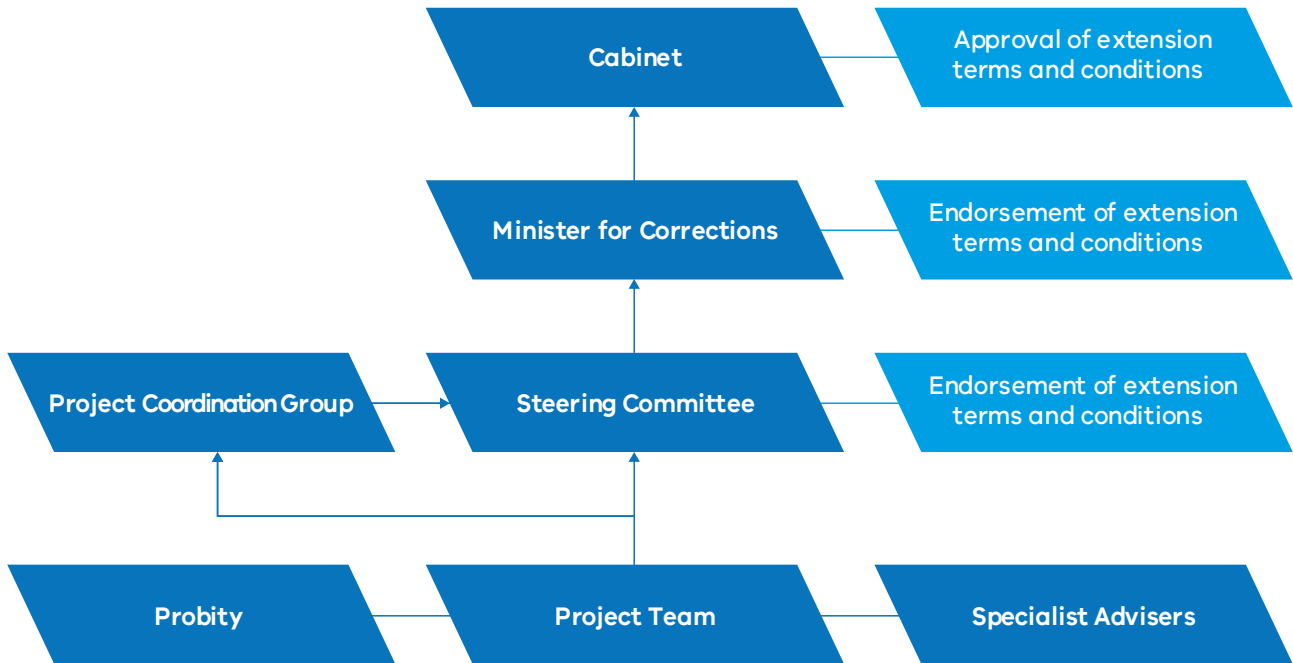 Cabinet
Approval of extension
terms and conditions
Minister for Corrections
Endorsement of extension
terms and conditions
Project Coordination Group
Steering Committee
Endorsement of extension
terms and conditions
Probity
Project Team
Specialist Advisers